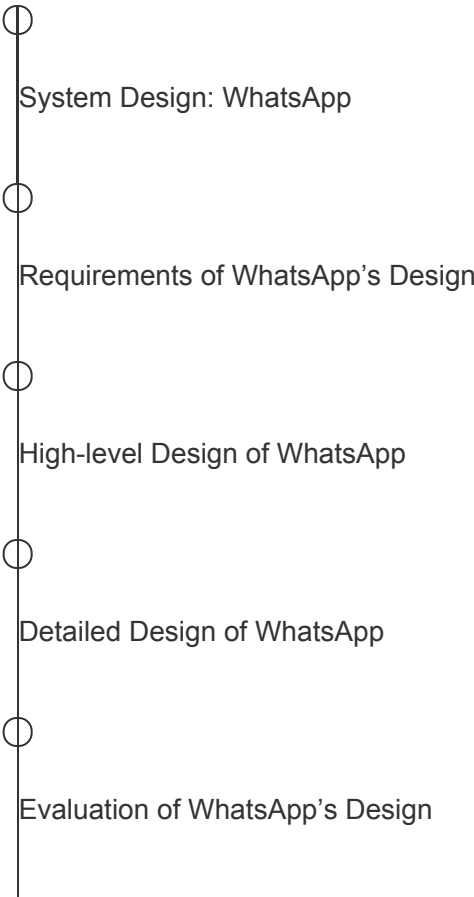 System Design: WhatsApp
Requirements of WhatsApp’s Design
High-level Design of WhatsApp
Detailed Design of WhatsApp
Evaluation of WhatsApp’s Design